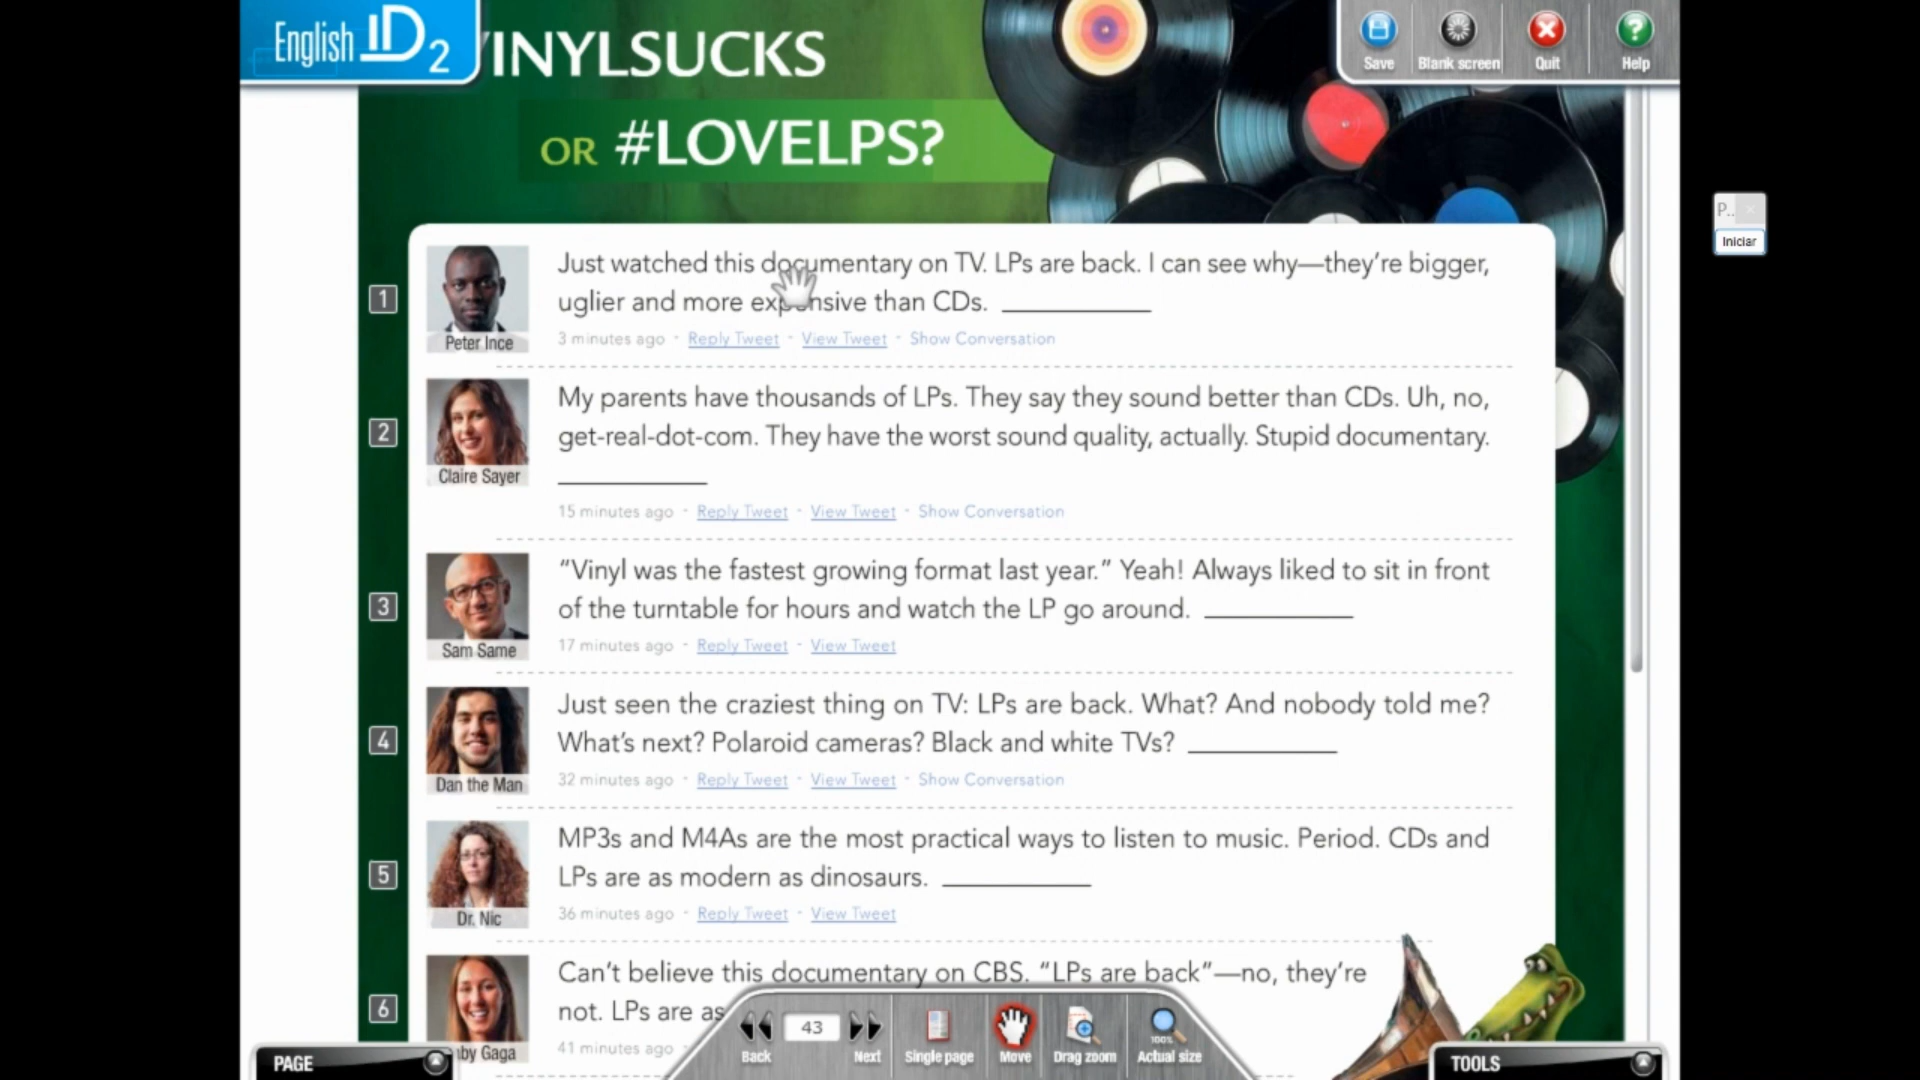 English ID 2
VINYLSUCKS
OR #LOVELPS?
Save
Blank screen
Quit
Help
P..
Iniciar
1
Peter Ince
Just watched this documentary on TV. LPs are back. I can see why—they're bigger,
uglier and more expensive than CDs. ___________
3 minutes ago - Reply Tweet - View Tweet - Show Conversation
2
Claire Sayer
My parents have thousands of LPs. They say they sound better than CDs. Uh, no,
get-real-dot-com. They have the worst sound quality, actually. Stupid documentary.
___________
15 minutes ago - Reply Tweet - View Tweet - Show Conversation
3
Sam Same
“Vinyl was the fastest growing format last year.” Yeah! Always liked to sit in front
of the turntable for hours and watch the LP go around. ___________
17 minutes ago - Reply Tweet - View Tweet
4
Dan the Man
Just seen the craziest thing on TV: LPs are back. What? And nobody told me?
What's next? Polaroid cameras? Black and white TVs? ___________
32 minutes ago - Reply Tweet - View Tweet - Show Conversation
5
Dr. Nic
MP3s and M4As are the most practical ways to listen to music. Period. CDs and
LPs are as modern as dinosaurs. ___________
36 minutes ago - Reply Tweet - View Tweet
6
Can't believe this documentary on CBS. “LPs are back”—no, they're
not. LPs are as
Gaga
41 minutes ago -
PAGE
43
Back
Next
Single page
Move
Drag zoom
100%
Actual size
TOOLS